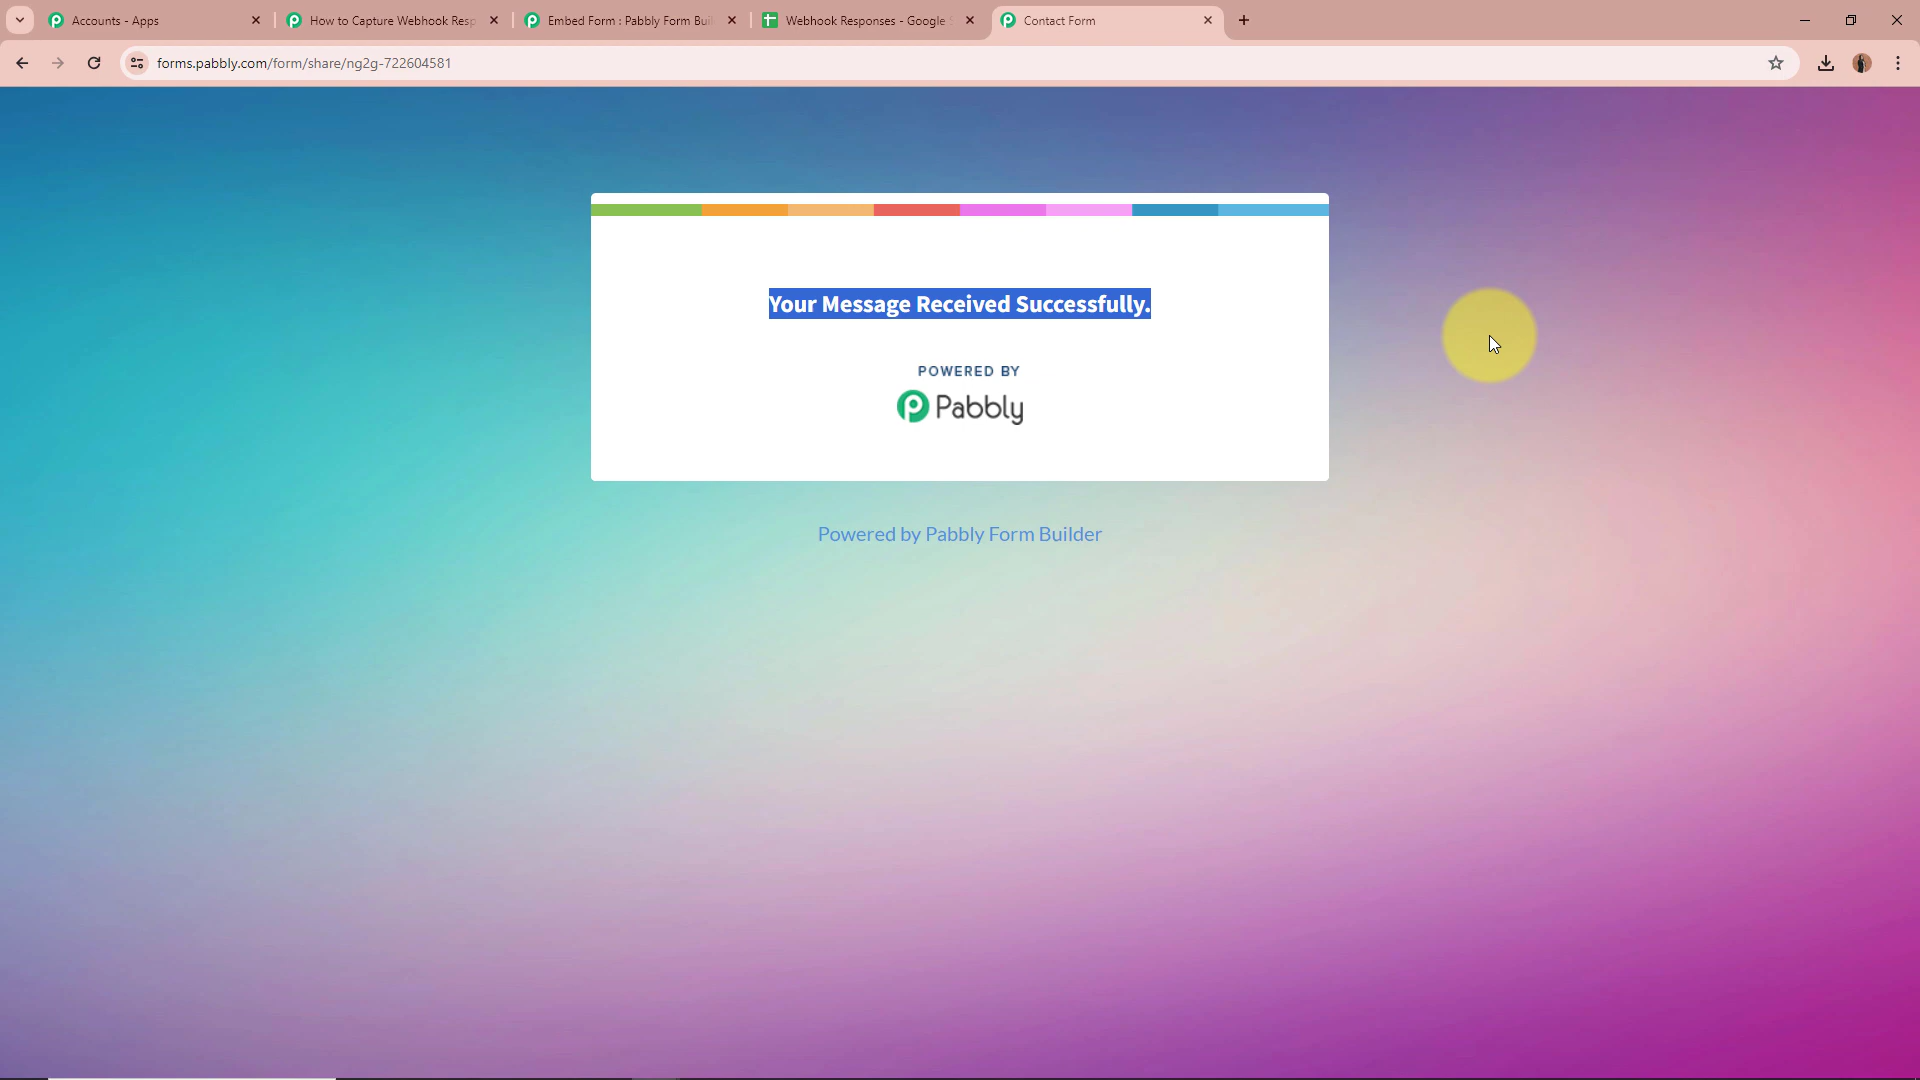 Accounts - Apps
How to Capture Webhook Resp
Embed Form : Pabbly Form Buil
Webhook Responses - Google S
Contact Form
forms.pabbly.com/form/share/ng2g-722604581
Your Message Received Successfully.
POWERED BY
Pabbly
Powered by Pabbly Form Builder